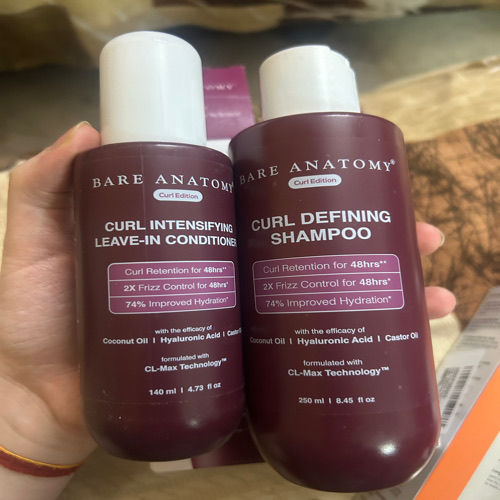 BARE ANATOMY
Curl Edition
CURL INTENSIFYING
LEAVE-IN CONDITIONER
Curl Retention for 48hrs**
2X Frizz Control for 48hrs*
74% Improved Hydration*
with the efficacy of
Coconut Oil | Hyaluronic Acid | Castor Oil
formulated with
CL-Max Technology™
140 ml | 4.73 fl oz
BARE ANATOMY®
Curl Edition
CURL DEFINING
SHAMPOO
Curl Retention for 48hrs**
2X Frizz Control for 48hrs*
74% Improved Hydration*
with the efficacy of
Coconut Oil | Hyaluronic Acid | Castor Oil
formulated with
CL-Max Technology™
250 ml | 8.45 fl oz